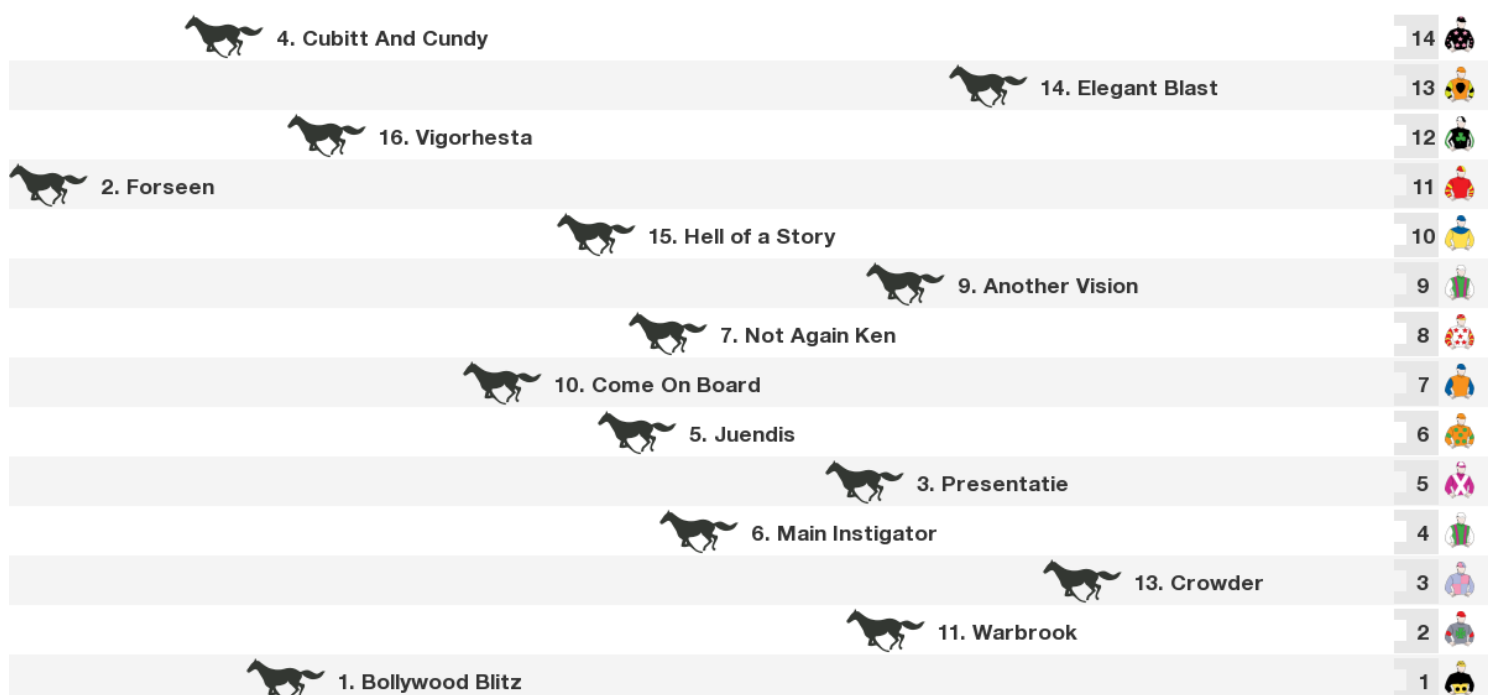 4. Cubitt And Cundy 14
14. Elegant Blast 13
16. Vigorhesta 12
2. Forseen 11
15. Hell of a Story 10
9. Another Vision 9
7. Not Again Ken 8
10. Come On Board 7
5. Juendis 6
3. Presentatie 5
6. Main Instigator 4
13. Crowder 3
11. Warbrook 2
1. Bollywood Blitz 1